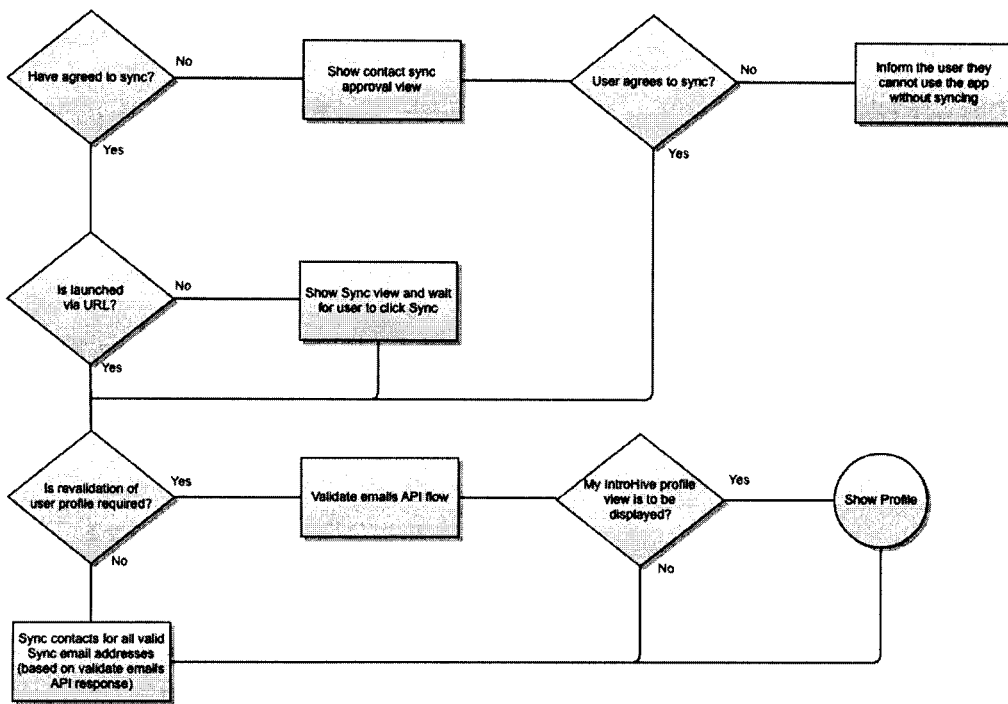 Have agreed to sync?
No
Show contact sync
approval view
User agrees to sync?
No
Inform the user they
cannot use the app
without syncing
Yes
Yes
Is launched
via URL?
No
Show Sync view and wait
for user to click Sync
Yes
Is revalidation of
user profile required?
Yes
Validate emails API flow
My IntroHive profile
view is to be
displayed?
Yes
Show Profile
No
No
Sync contacts for all valid
Sync email addresses
(based on validate emails
API response)